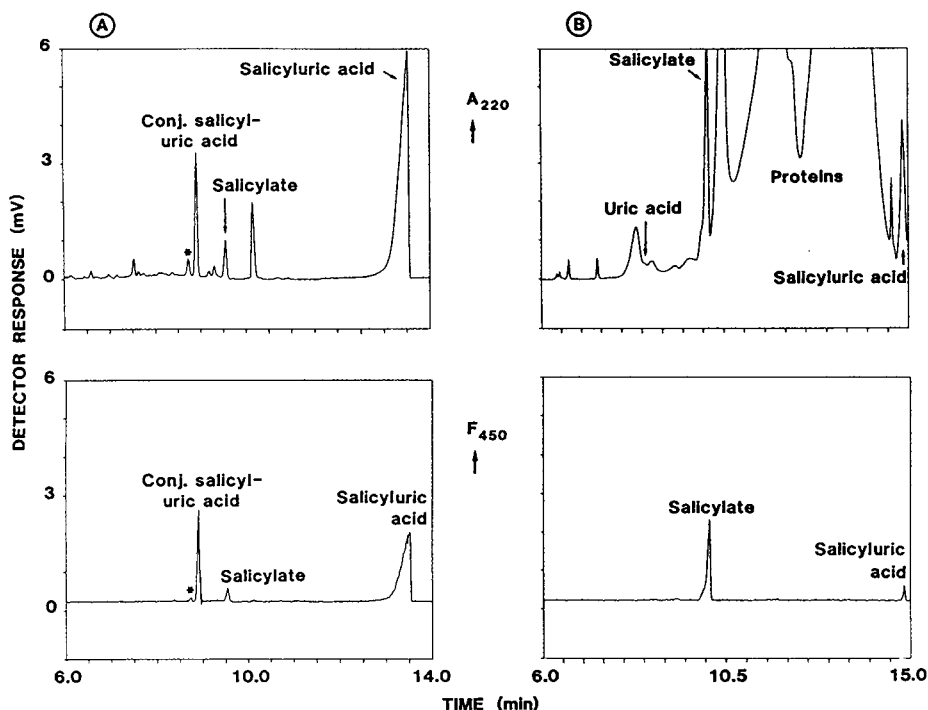 A
B
6
3
0
Salicyluric acid
Conj. salicyl-
uric acid
Salicylate
*
A220
Salicylate
Uric acid
Proteins
Salicyluric acid
DETECTOR RESPONSE (mV)
6
3
0
Conj. salicyl-
uric acid
Salicyluric
acid
*
Salicylate
F450
Salicylate
Salicyluric
acid
6.0
10.0
14.0
6.0
10.5
15.0
TIME (min)